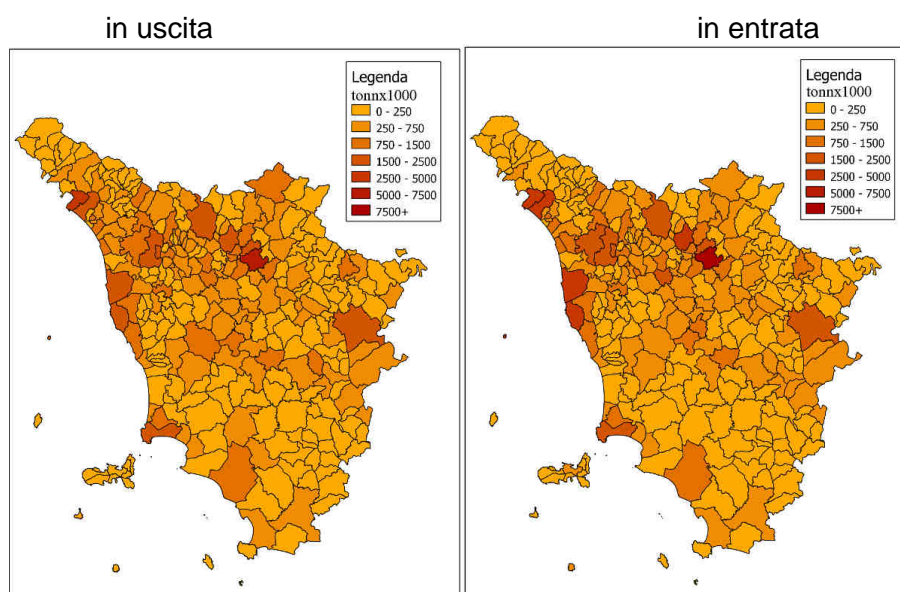 in uscita
in entrata
Legenda
tonnx1000
0 - 250
250 - 750
750 - 1500
1500 - 2500
2500 - 5000
5000 - 7500
7500+
Legenda
tonnx1000
0 - 250
250 - 750
750 - 1500
1500 - 2500
2500 - 5000
5000 - 7500
7500+